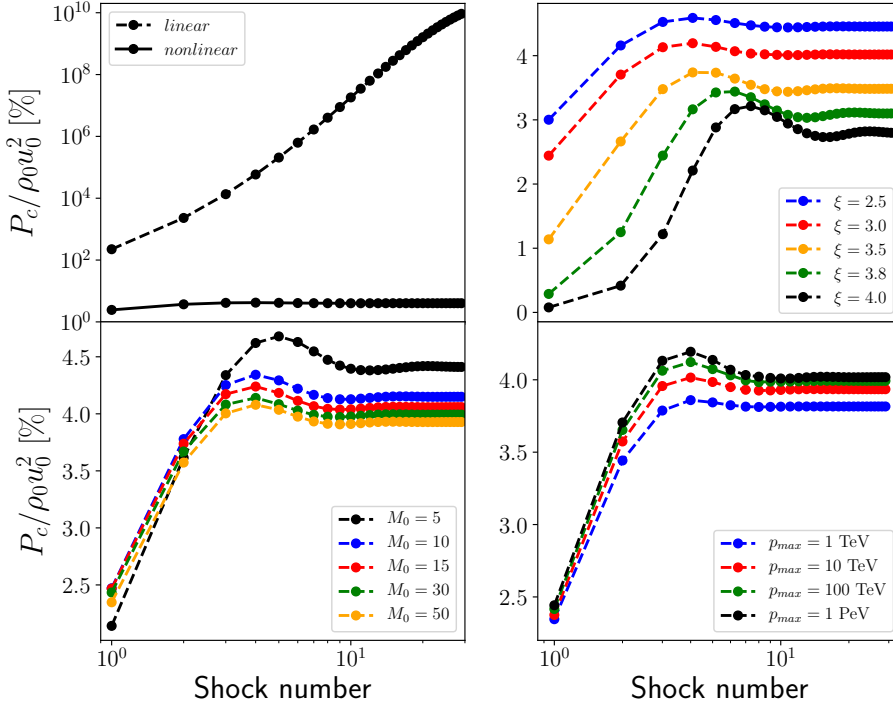 P_c/ρ_0u_0^2 [%]
10^10
10^8
10^6
10^4
10^2
10^0
linear
nonlinear
4
3
2
1
0
ξ = 2.5
ξ = 3.0
ξ = 3.5
ξ = 3.8
ξ = 4.0
P_c/ρ_0u_0^2 [%]
4.5
4.0
3.5
3.0
2.5
M_0 = 5
M_0 = 10
M_0 = 15
M_0 = 30
M_0 = 50
10^0
10^1
Shock number
4.0
3.5
3.0
2.5
p_max = 1 TeV
p_max = 10 TeV
p_max = 100 TeV
p_max = 1 PeV
10^0
10^1
Shock number